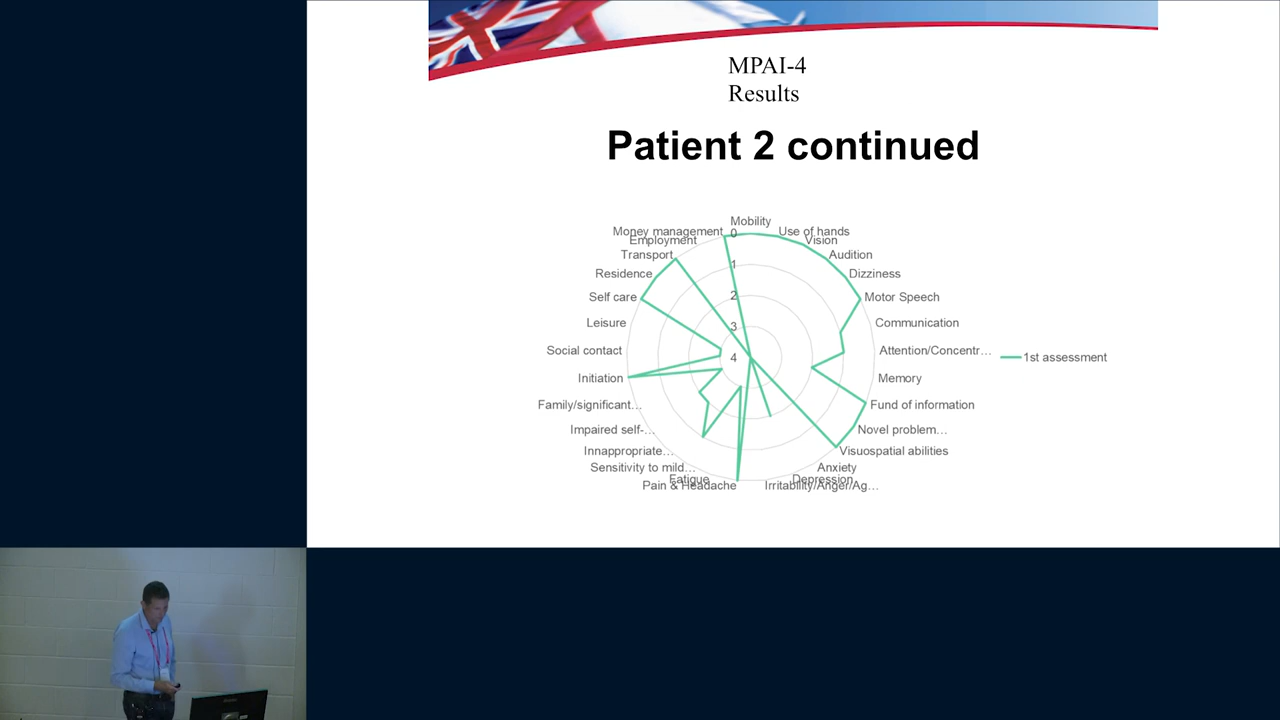 MPAI-4
Results
Patient 2 continued
Mobility
Use of hands
Vision
Audition
Dizziness
Motor Speech
Communication
Attention/Concentr…
Memory
Fund of information
Novel problem…
Visuospatial abilities
Anxiety
Depression
Irritability/Anger/Ag…
Pain & Headache
Fatigue
Sensitivity to mild…
Innappropriate…
Impaired self-…
Family/significant…
Initiation
Social contact
Leisure
Self care
Residence
Transport
Employment
Money management
0
1
2
3
4
1st assessment